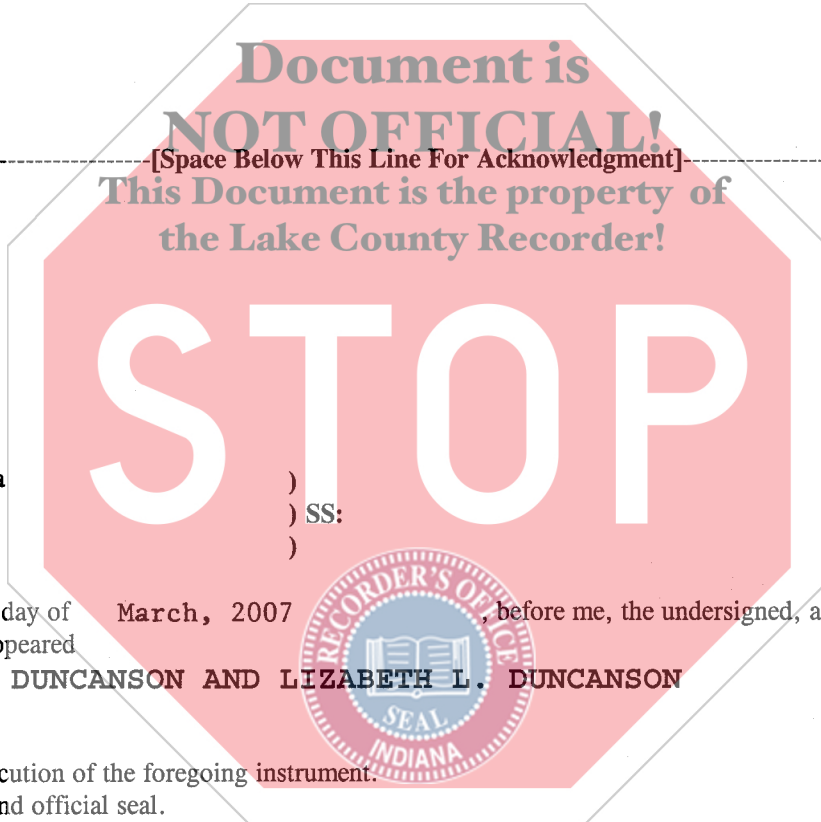 Document is
NOT OFFICIAL!
[Space Below This Line For Acknowledgment]
This Document is the property of
the Lake County Recorder!
STOP
)
) SS:
)
day of March, 2007 , before me, the undersigned, a
peared
DUNCANSON AND LIZABETH L. DUNCANSON
RECORDER'S OFFICE
SEAL
INDIANA
cution of the foregoing instrument.
nd official seal.